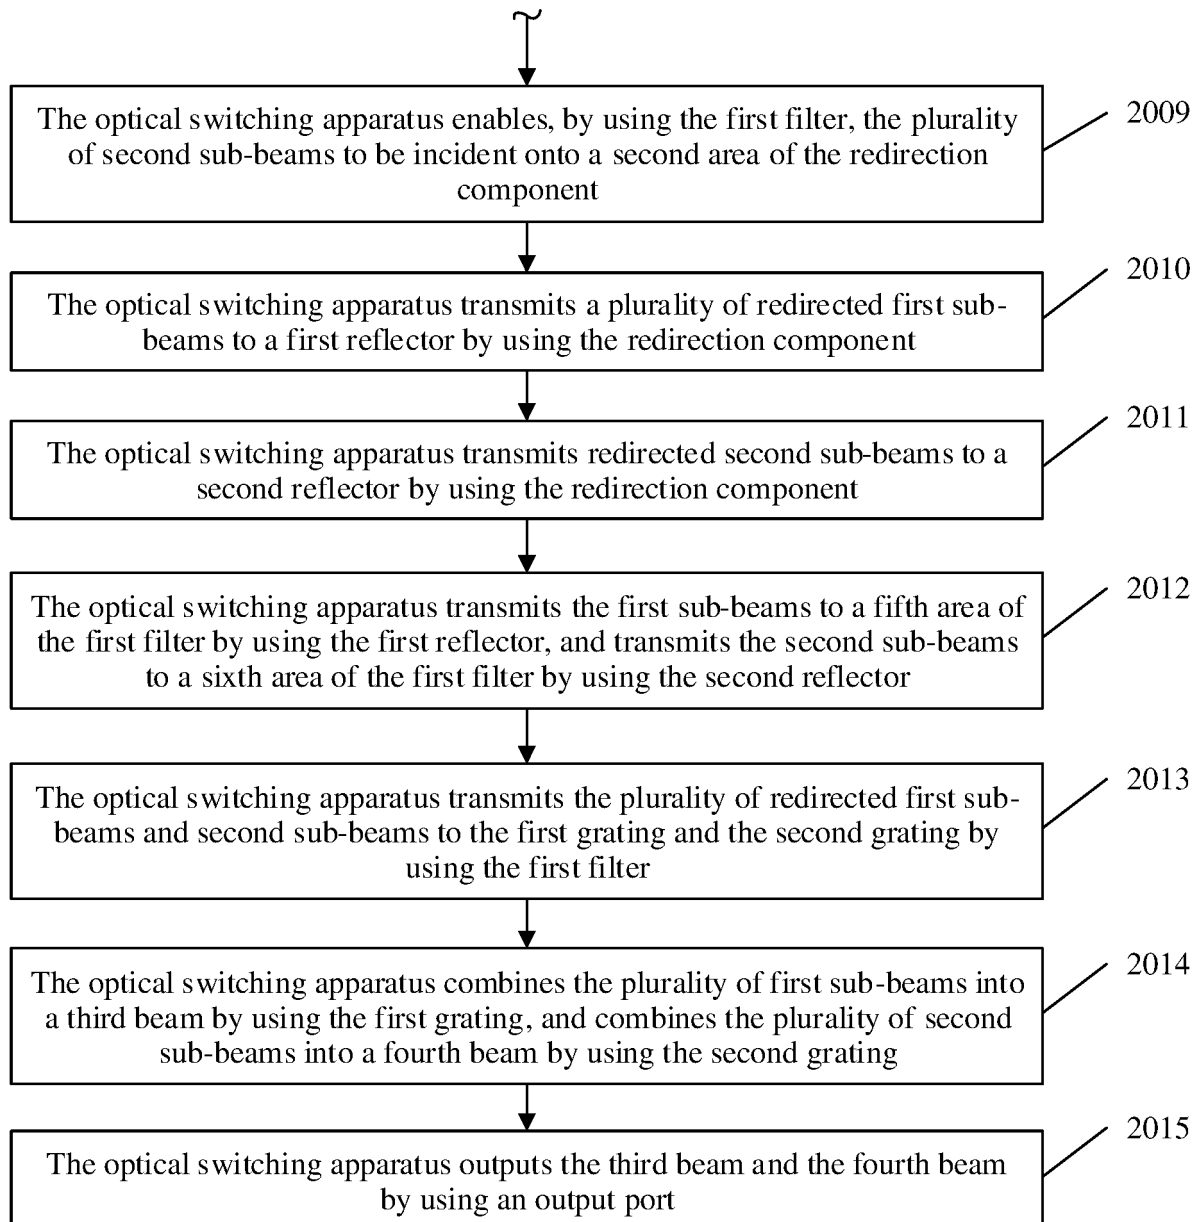 The optical switching apparatus enables, by using the first filter, the plurality
of second sub-beams to be incident onto a second area of the redirection
component
2009
The optical switching apparatus transmits a plurality of redirected first sub-
beams to a first reflector by using the redirection component
2010
The optical switching apparatus transmits redirected second sub-beams to a
second reflector by using the redirection component
2011
The optical switching apparatus transmits the first sub-beams to a fifth area of
the first filter by using the first reflector, and transmits the second sub-beams
to a sixth area of the first filter by using the second reflector
2012
The optical switching apparatus transmits the plurality of redirected first sub-
beams and second sub-beams to the first grating and the second grating by
using the first filter
2013
The optical switching apparatus combines the plurality of first sub-beams into
a third beam by using the first grating, and combines the plurality of second
sub-beams into a fourth beam by using the second grating
2014
The optical switching apparatus outputs the third beam and the fourth beam
by using an output port
2015